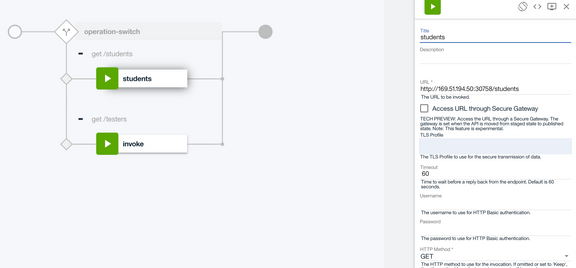 operation-switch
get /students
students
get /testers
invoke
Title
students
Description
URL *
http://169.51.194.50:30758/students
The URL to be invoked.
Access URL through Secure Gateway
TECH PREVIEW: Access the URL through a Secure Gateway. The
gateway is set when the API is moved from staged state to published
state. Note: This feature is experimental.
TLS Profile
The TLS Profile to use for the secure transmission of data.
Timeout
60
Time to wait before a reply back from the endpoint. Default is 60
seconds.
Username
The username to use for HTTP Basic authentication.
Password
The password to use for HTTP Basic authentication.
HTTP Method *
GET
The HTTP method to use for the invocation. If omitted or set to 'Keep',